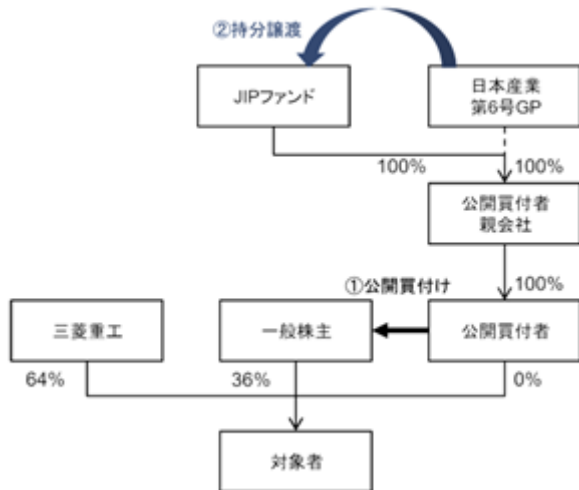 ②持分譲渡
JIPファンド
日本産業
第6号GP
100%
100%
公開買付者
親会社
100%
①公開買付け
三菱重工
一般株主
公開買付者
64%
36%
0%
対象者